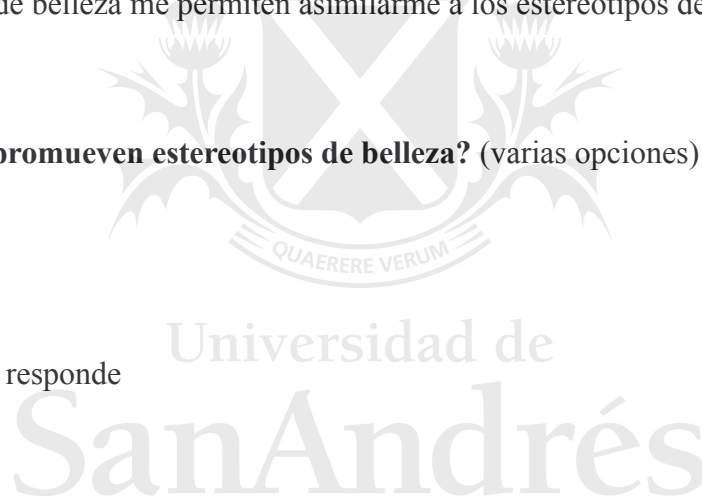 de belleza me permiten asimilarme a los estereotipos de
promueven estereotipos de belleza? (varias opciones)
QUAERERE VERUM
Universidad de
responde
SanAndrés